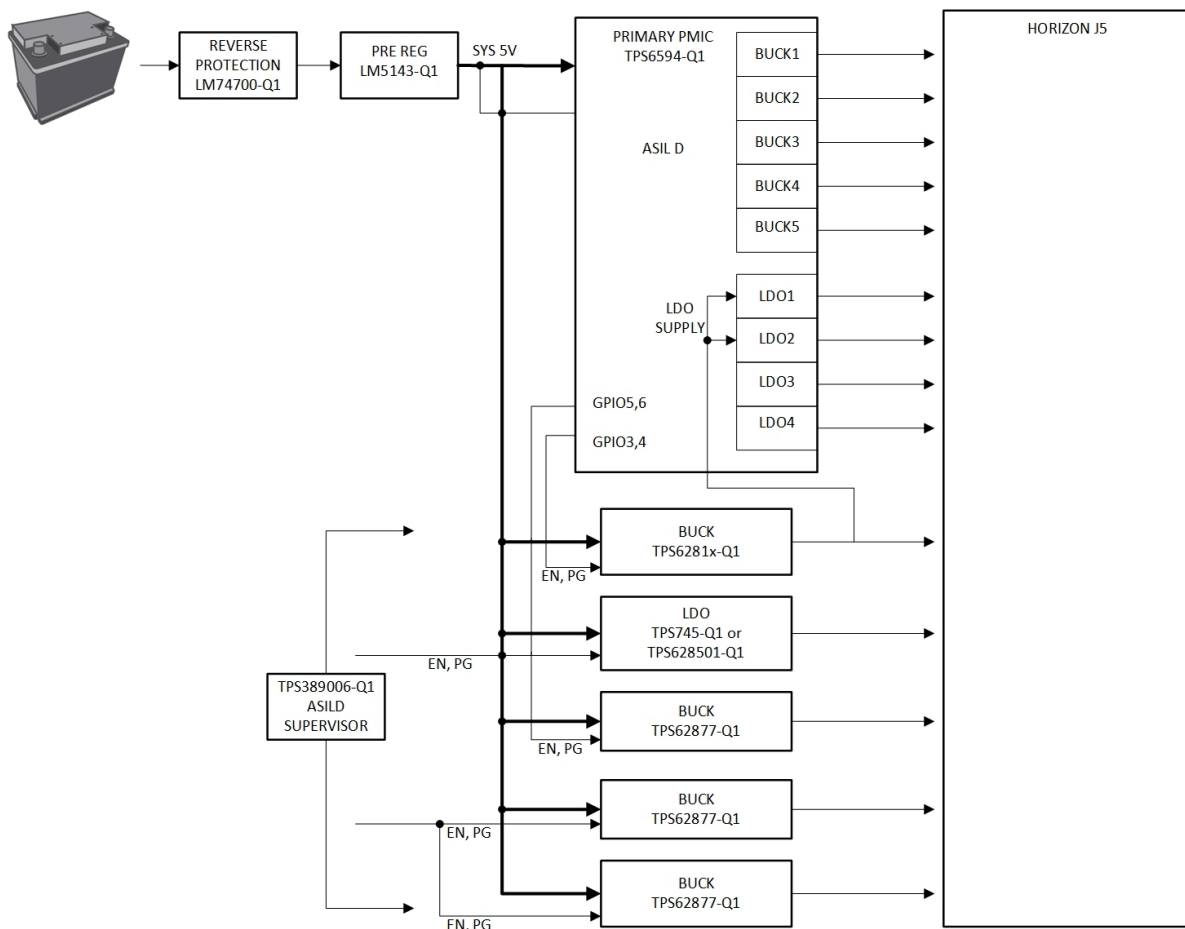 REVERSE
PROTECTION
LM74700-Q1
PRE REG
LM5143-Q1
SYS 5V
PRIMARY PMIC
TPS6594-Q1
ASIL D
BUCK1
BUCK2
BUCK3
BUCK4
BUCK5
LDO
SUPPLY
LDO1
LDO2
LDO3
LDO4
GPIO5,6
GPIO3,4
HORIZON J5
BUCK
TPS6281x-Q1
EN, PG
LDO
TPS745-Q1 or
TPS628501-Q1
EN, PG
TPS389006-Q1
ASILD
SUPERVISOR
BUCK
TPS62877-Q1
EN, PG
BUCK
TPS62877-Q1
EN, PG
BUCK
TPS62877-Q1
EN, PG